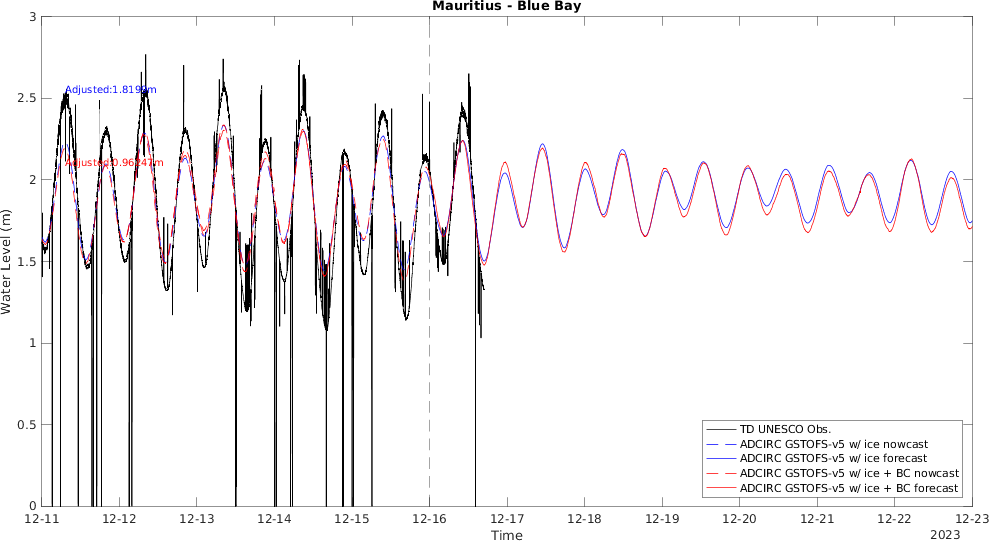 Mauritius - Blue Bay
3
2.5
2
1.5
1
0.5
0
Water Level (m)
Adjusted:0.96247m
12-11
12-12
12-13
12-14
12-15
12-16
12-17
12-18
12-19
12-20
12-21
12-22
12-23
Time
2023
TD UNESCO Obs.
ADCIRC GSTOFS-v5 w/ ice nowcast
ADCIRC GSTOFS-v5 w/ ice forecast
ADCIRC GSTOFS-v5 w/ ice + BC nowcast
ADCIRC GSTOFS-v5 w/ ice + BC forecast